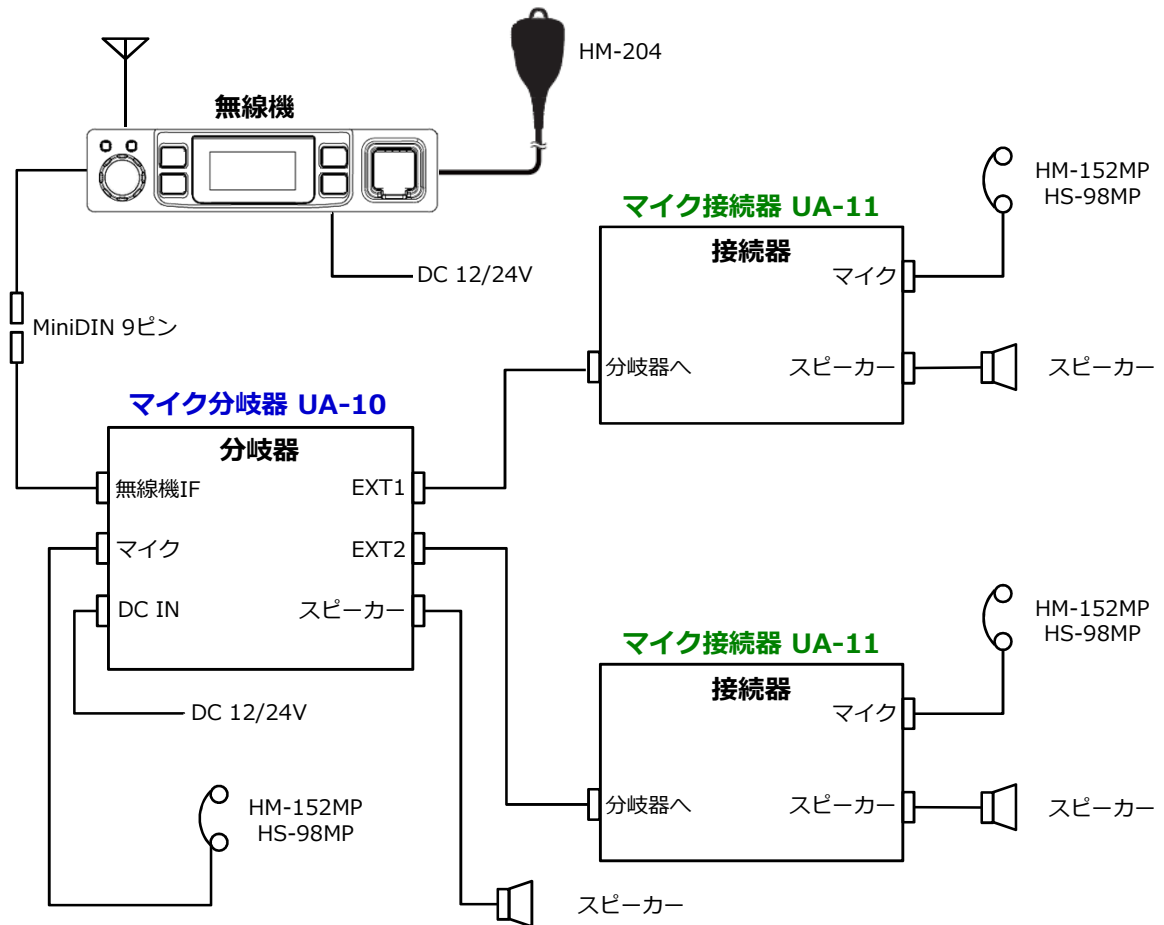 HM-204
無線機
DC 12/24V
MiniDIN 9ピン
マイク接続器 UA-11
接続器
マイク
分岐器へ
スピーカー
HM-152MP
HS-98MP
スピーカー
マイク分岐器 UA-10
分岐器
無線機IF
EXT1
マイク
EXT2
DC IN
スピーカー
DC 12/24V
HM-152MP
HS-98MP
スピーカー
マイク接続器 UA-11
接続器
マイク
分岐器へ
スピーカー
HM-152MP
HS-98MP
スピーカー